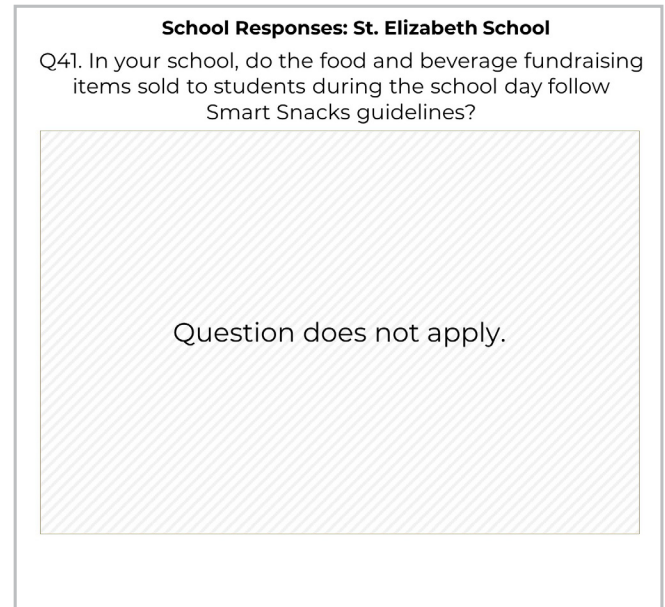 School Responses: St. Elizabeth School
Q41. In your school, do the food and beverage fundraising
items sold to students during the school day follow
Smart Snacks guidelines?
Question does not apply.